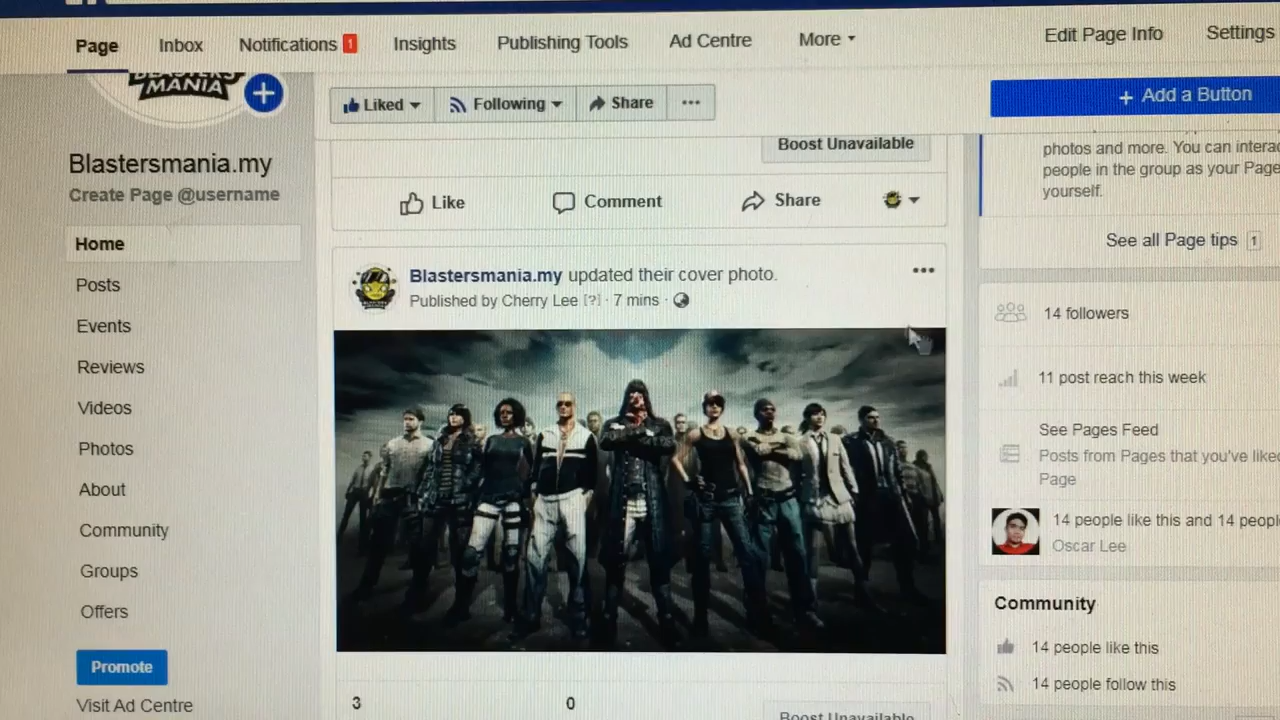 Page
Inbox
Notifications 1
Insights
Publishing Tools
Ad Centre
More
Edit Page Info
Settings
MANIA
Liked
Following
Share
+ Add a Button
Blastersmania.my
Create Page @username
Home
Posts
Events
Reviews
Videos
Photos
About
Community
Groups
Offers
Promote
Visit Ad Centre
Boost Unavailable
Like
Comment
Share
Blastersmania.my updated their cover photo.
Published by Cherry Lee [?] · 7 mins ·
3
0
Boost Unavailable
photos and more. You can interac
people in the group as your Page
yourself.
See all Page tips 1
14 followers
11 post reach this week
See Pages Feed
Posts from Pages that you've liked
Page
14 people like this and 14 peopl
Oscar Lee
Community
14 people like this
14 people follow this